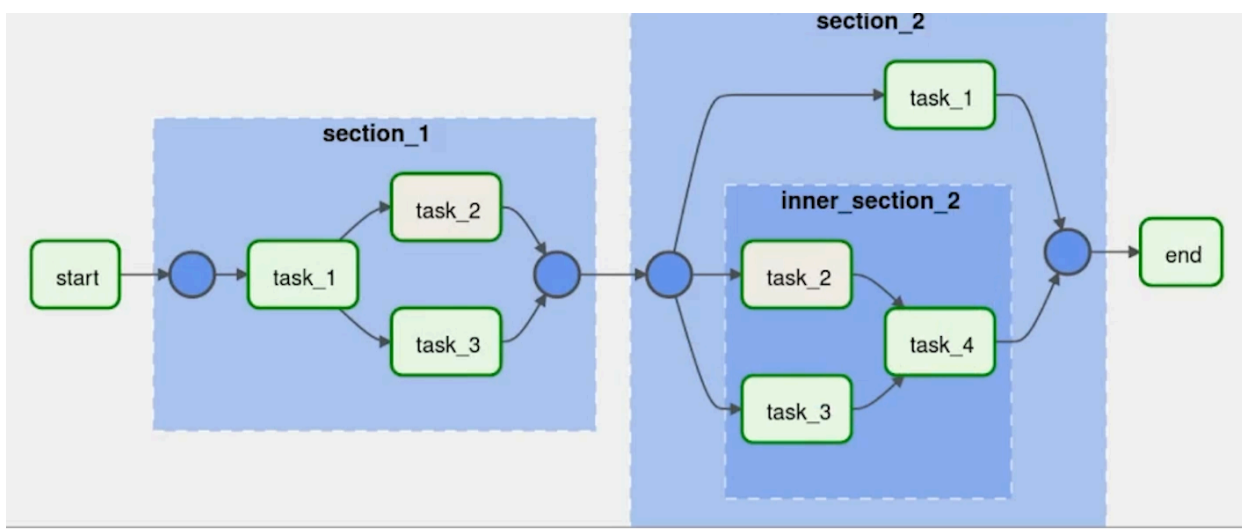 section_2
task_1
section_1
inner_section_2
task_2
start
task_1
task_2
end
task_3
task_4
task_3